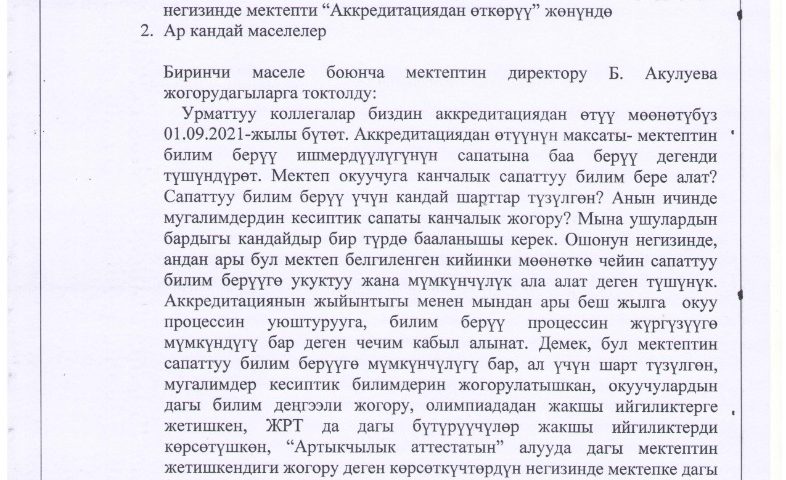 негизинде мектепти “Аккредитациядан өткөрүү” жөнүндө
2. Ар кандай маселелер
Биринчи маселе боюнча мектептин директору Б. Акулуева
жогорудагыларга токтолду:
Урматтуу коллегалар биздин аккредитациядан өтүү мөөнөтүбүз
01.09.2021-жылы бүтөт. Аккредитациядан өтүүнүн максаты- мектептин
билим берүү ишмердүүлүгүнүн сапатына баа берүү дегенди
түшүндүрөт. Мектеп окуучуга канчалык сапаттуу билим бере алат?
Сапаттуу билим берүү үчүн кандай шарттар түзүлгөн? Анын ичинде
мугалимдердин кесиптик сапаты канчалык жогору? Мына ушулардын
бардыгы кандайдыр бир түрдө бааланышы керек. Ошонун негизинде,
андан ары бул мектеп белгиленген кийинки мөөнөткө чейин сапаттуу
билим берүүгө укуктуу жана мүмкүнчүлүк ала алат деген түшүнүк.
Аккредитациянын жыйынтыгы менен мындан ары беш жылга окуу
процессин уюштурууга, билим берүү процессин жүргүзүүгө
мүмкүндүгү бар деген чечим кабыл алынат. Демек, бул мектептин
сапаттуу билим берүүгө мүмкүнчүлүгү бар, ал үчүн шарт түзүлгөн,
мугалимдер кесиптик билимдерин жогорулатышкан, окуучулардын
дагы билим деңгээли жогору, олимпиададан жакшы ийгиликтерге
жетишкен, ЖРТ да дагы бүтүрүүчүлөр жакшы ийгиликтерди
көрсөтүшкөн, “Артыкчылык аттестатын” алууда дагы мектептин
жетишкендиги жогору деген көрсөткүчтөрдүн негизинде мектепке дагы